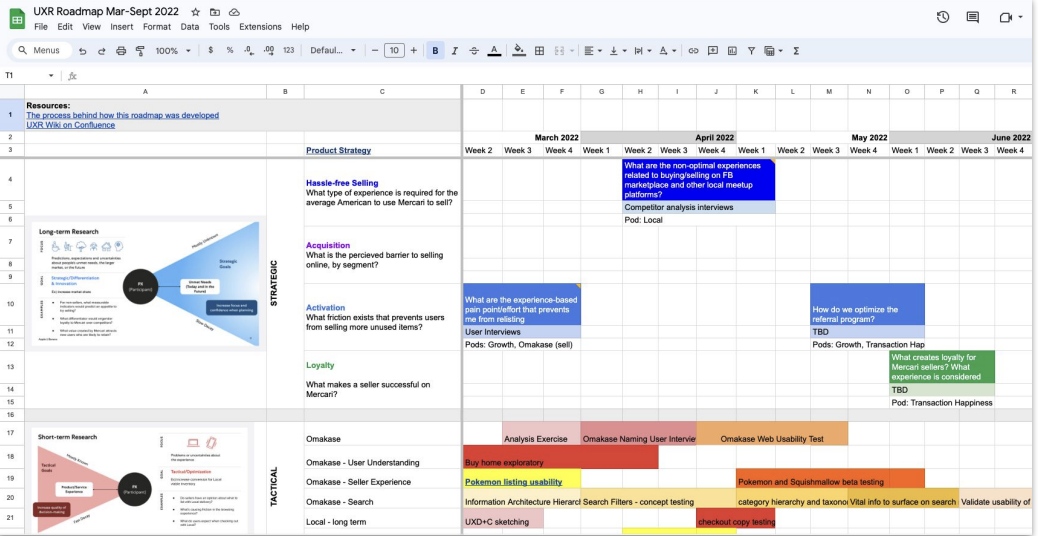 UXR Roadmap Mar-Sept 2022
File Edit View Insert Format Data Tools Extensions Help
Menus 100% $ % .0 .00 123 Defaul... 10 B I A Σ
T1 fx
A B C D E F G H I J K L M N O P Q R
1 Resources:
The process behind how this roadmap was developed
UXR Wiki on Confluence
2 March 2022 April 2022 May 2022 June 2022
3 Product Strategy Week 2 Week 3 Week 4 Week 1 Week 2 Week 3 Week 4 Week 1 Week 2 Week 3 Week 4 Week 1 Week 2 Week 3 Week 4
4 Hassle-free Selling
What type of experience is required for the
average American to use Mercari to sell?
What are the non-optimal experiences
related to buying/selling on FB
marketplace and other local meetup
platforms?
5 Competitor analysis interviews
6 Pod: Local
STRATEGIC
Long-term Research
Predictions, expectations and uncertainties
about people's unmet needs, the larger
market, or the future
Strategic/Differentiation
& Innovation
Strategic
Goals
Unmet Needs
(Today and in the
Future)
FX
(Participant)
Increase focus and
confidence when planning
7 Acquisition
What is the percieved barrier to selling
online, by segment?
8
9
10 Activation
What friction exists that prevents users
from selling more unused items?
What are the experience-based
pain point/effort that prevents
me from relisting
How do we optimize the
referral program?
11 User Interviews TBD
12 Pods: Growth, Omakase (sell) Pods: Growth, Transaction Hap
13 Loyalty
What makes a seller successful on
Mercari?
What creates loyalty for
Mercari sellers? What
experience is considered
14 TBD
15 Pod: Transaction Happiness
16
TACTICAL
Short-term Research
Problems or uncertainties about
the experience
Tactical/Optimization
Tactical
Goals
Product/Service
Experience
FX
(Participant)
Increase quality of
decision-making
17 Omakase Analysis Exercise Omakase Naming User Intervie Omakase Web Usability Test
18 Omakase - User Understanding Buy home exploratory
19 Omakase - Seller Experience Pokemon listing usability Pokemon and Squishmallow beta testing
20 Omakase - Search Information Architecture Hierarcl Search Filters - concept testing category hierarchy and taxonoi Vital info to surface on search Validate usability of
21 Local - long term UXD+C sketching checkout copy testing